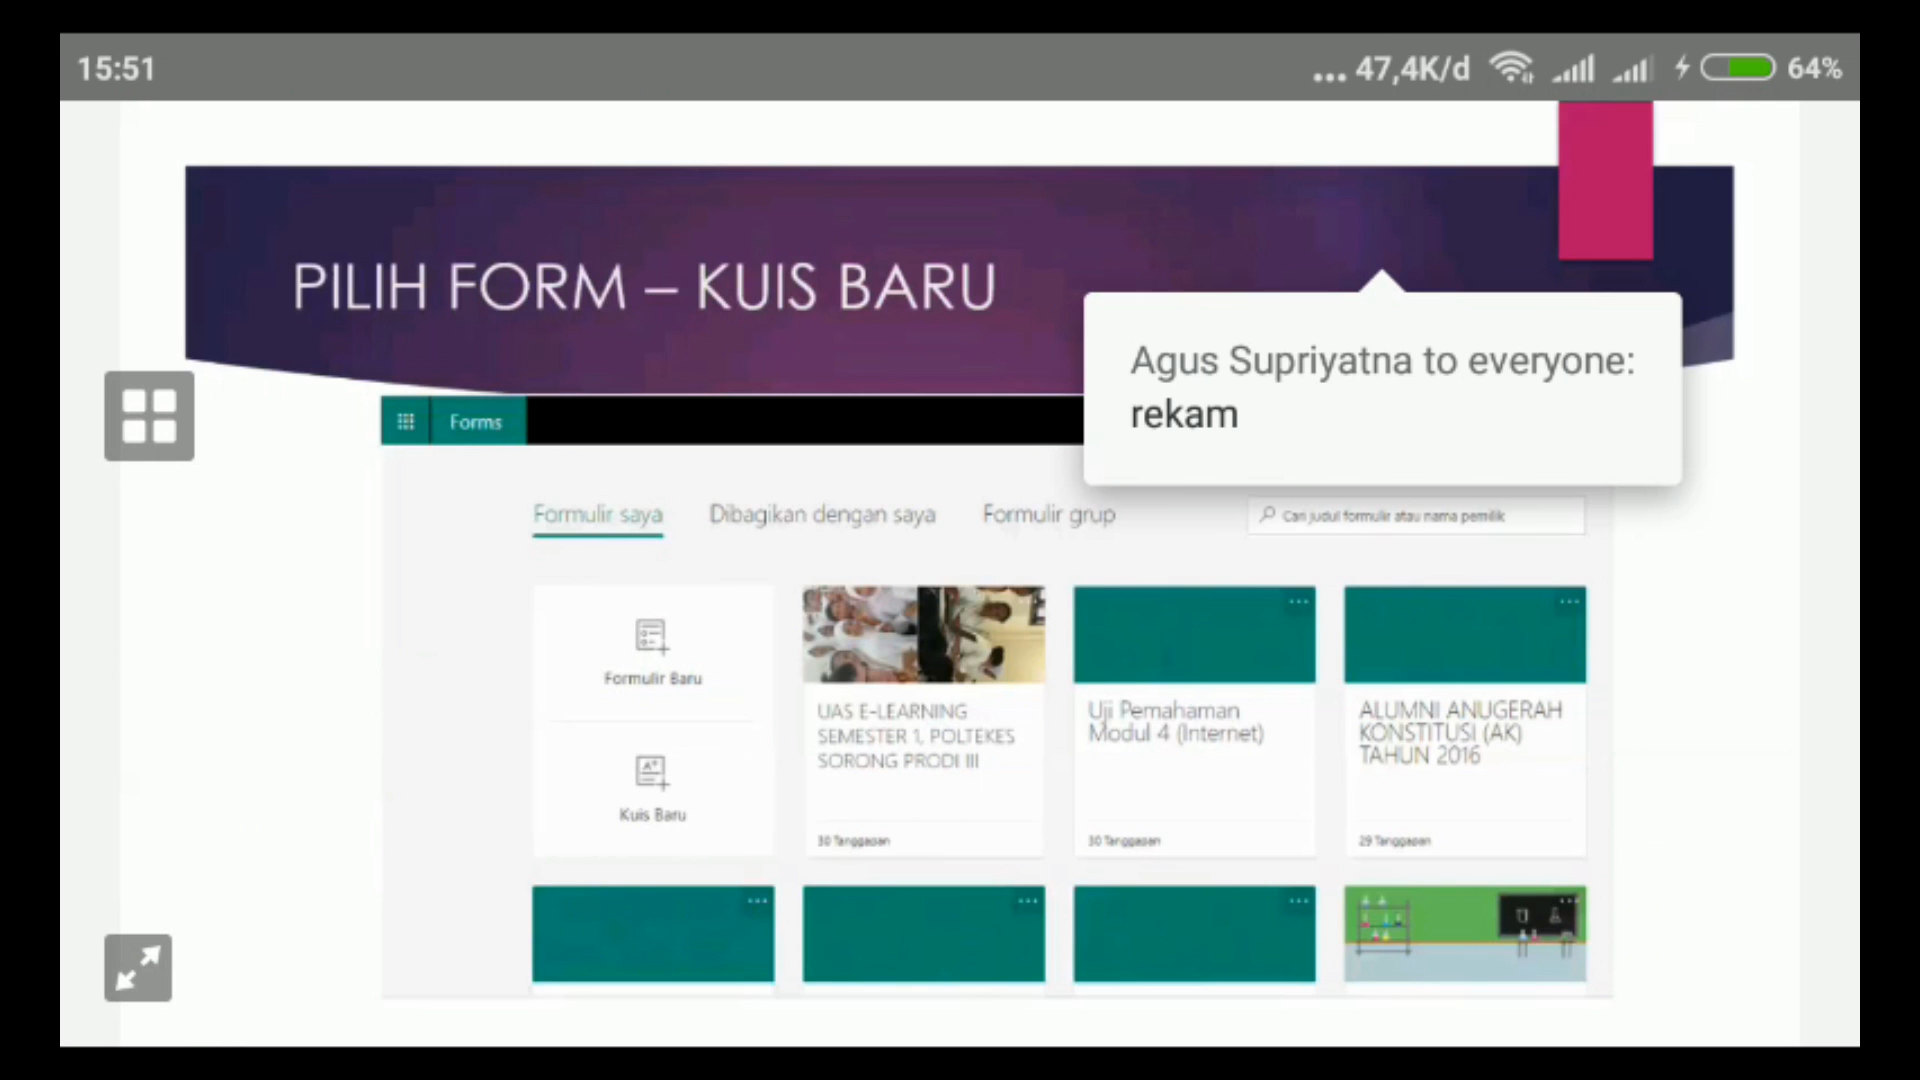 15:51
... 47,4K/d
64%
PILIH FORM – KUIS BARU
Agus Supriyatna to everyone:
rekam
Forms
Formulir saya
Dibagikan dengan saya
Formulir grup
Cari judul formulir atau nama pemilik
Formulir Baru
Kuis Baru
UAS E-LEARNING
SEMESTER 1, POLTEKES
SORONG PRODI III
30 Tanggapan
Uji Pemahaman
Modul 4 (Internet)
30 Tanggapan
ALUMNI ANUGERAH
KONSTITUSI (AK)
TAHUN 2016
29 Tanggapan